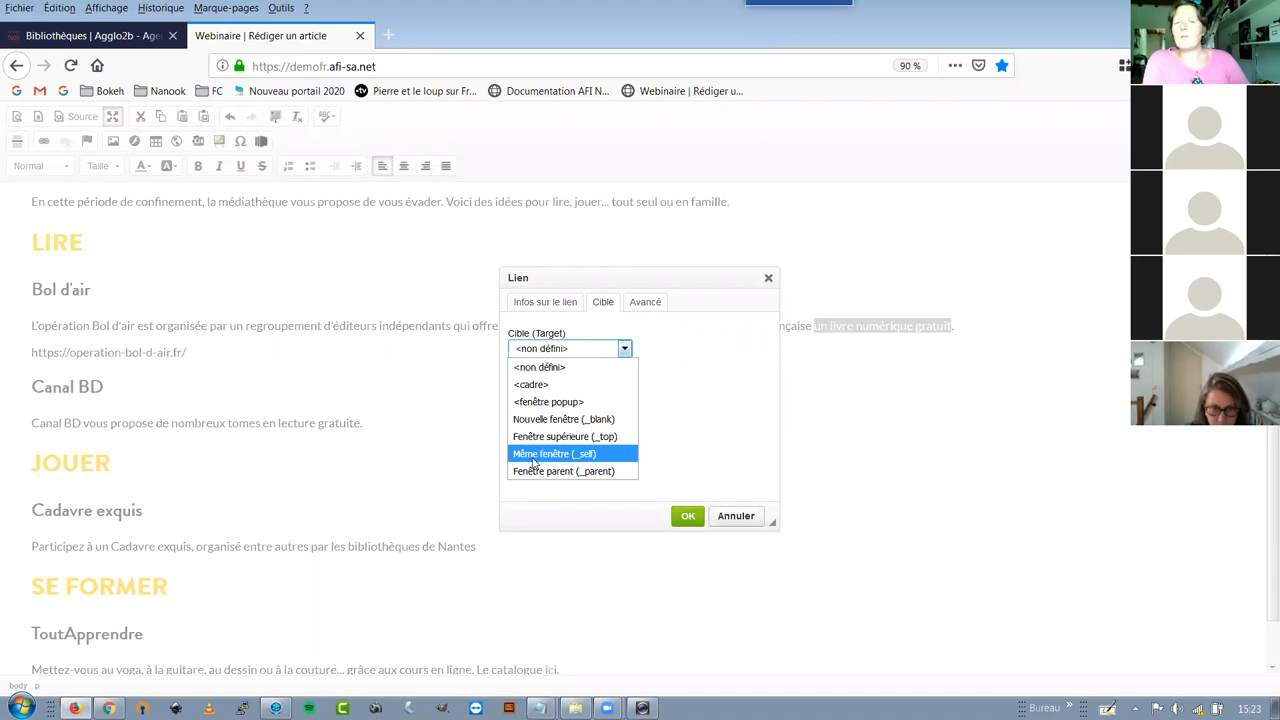 Fichier Édition Affichage Historique Marque-pages Outils ?
Bibliothèques | Agglo2b - Age
Webinaire | Rédiger un article
https://demofr.afi-sa.net
90 %
Bokeh Nanook FC Nouveau portail 2020 Pierre et le loup sur Fr... Documentation AFI N... Webinaire | Rédiger u...
Source
Normal Taille
En cette période de confinement, la médiathèque vous propose de vous évader. Voici des idées pour lire, jouer... tout seul ou en famille.
LIRE
Bol d'air
L'opération Bol d'air est organisée par un regroupement d'éditeurs indépendants qui offre
nçaise un livre numérique gratuit.
https://operation-bol-d-air.fr/
Canal BD
Canal BD vous propose de nombreux tomes en lecture gratuite.
JOUER
Cadavre exquis
Participez à un Cadavre exquis, organisé entre autres par les bibliothèques de Nantes
SE FORMER
ToutApprendre
Mettez-vous au yoga, à la guitare, au dessin ou à la couture... grâce aux cours en ligne. Le catalogue ici.
Lien
Infos sur le lien Cible Avancé
Cible (Target)
<non défini>
<non défini>
<cadre>
<fenêtre popup>
Nouvelle fenêtre (_blank)
Fenêtre supérieure (_top)
Même fenêtre (_self)
Fenêtre parent (_parent)
OK Annuler
body p
Bureau
15:23